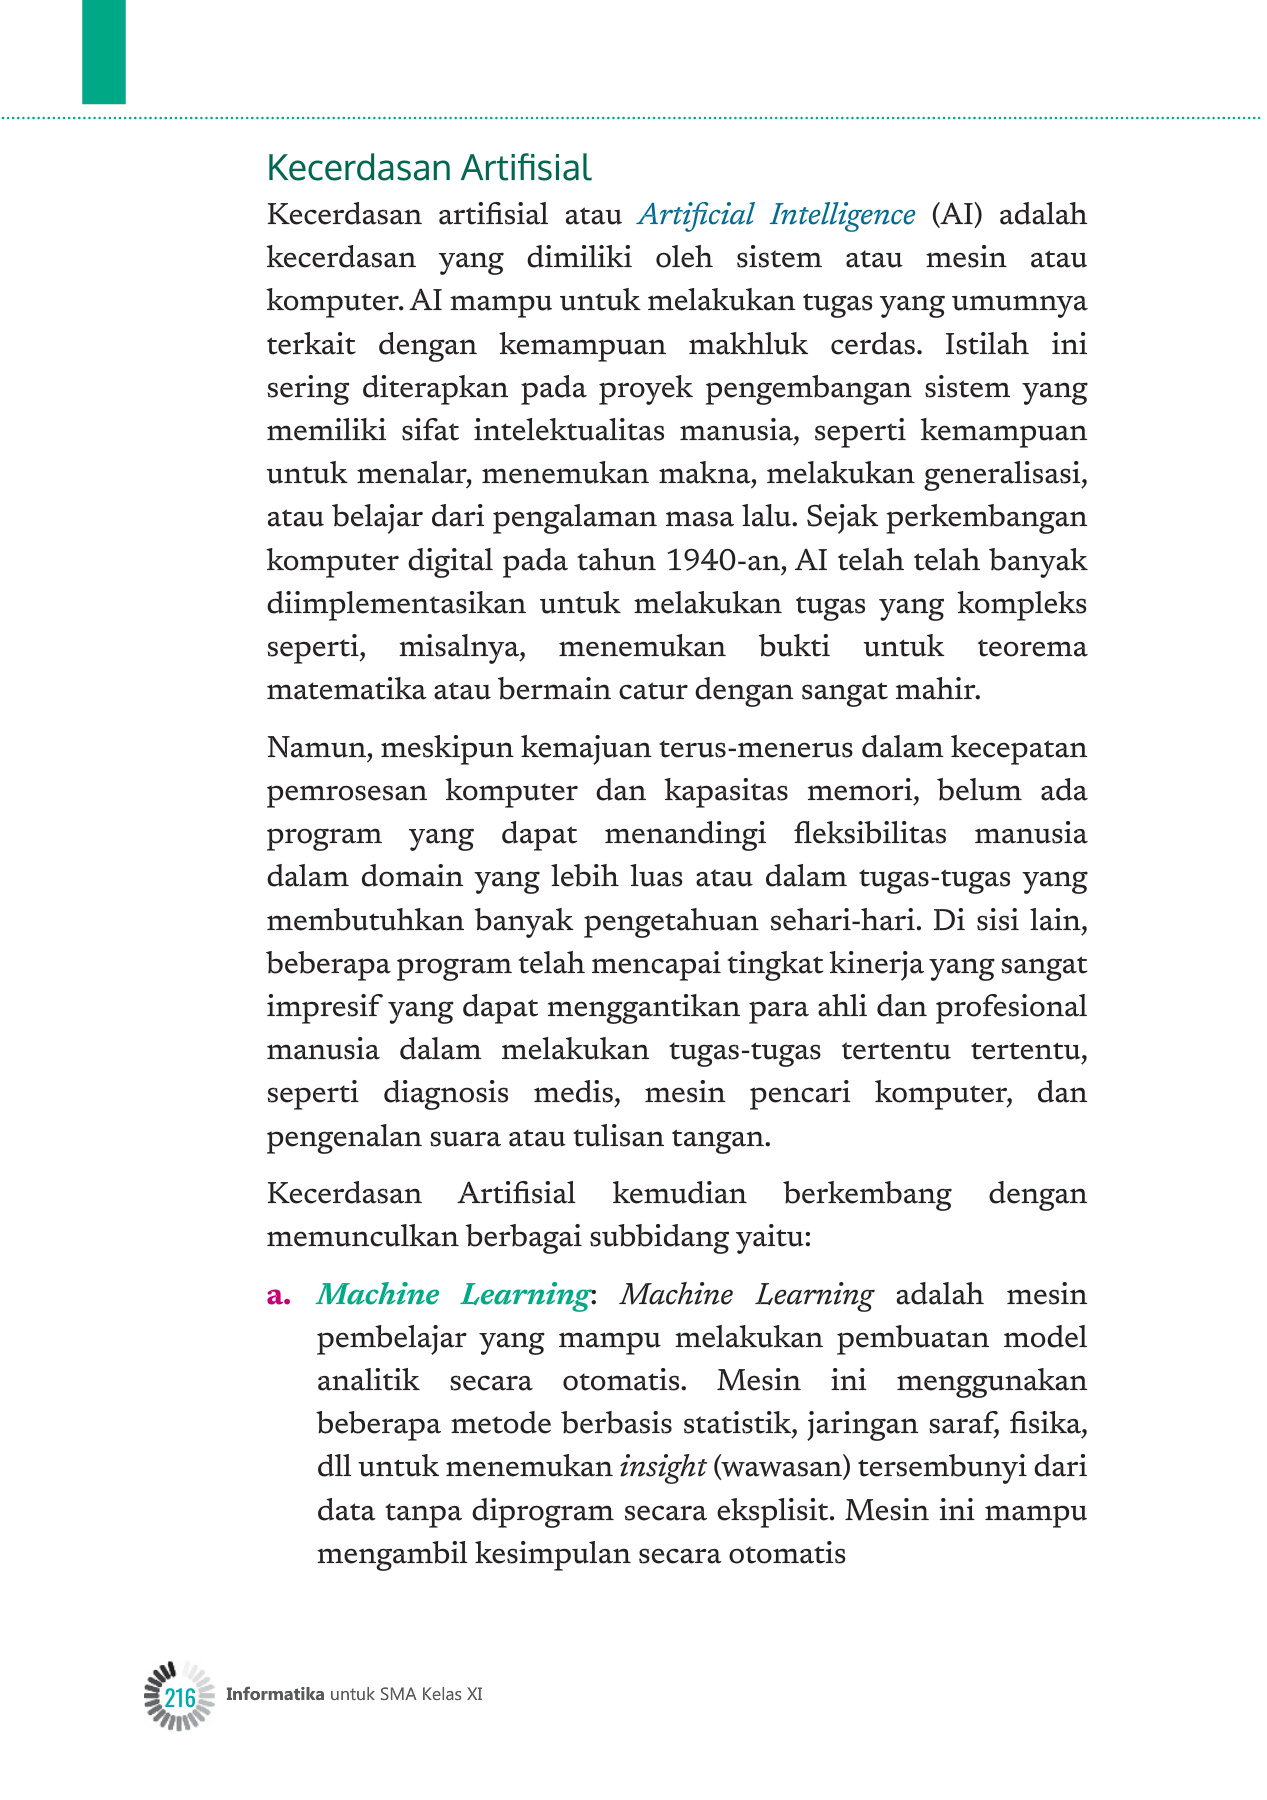 Kecerdasan Artifisial
Kecerdasan artifisial atau Artificial Intelligence (AI) adalah
kecerdasan yang dimiliki oleh sistem atau mesin atau
komputer. AI mampu untuk melakukan tugas yang umumnya
terkait dengan kemampuan makhluk cerdas. Istilah ini
sering diterapkan pada proyek pengembangan sistem yang
memiliki sifat intelektualitas manusia, seperti kemampuan
untuk menalar, menemukan makna, melakukan generalisasi,
atau belajar dari pengalaman masa lalu. Sejak perkembangan
komputer digital pada tahun 1940-an, AI telah telah banyak
diimplementasikan untuk melakukan tugas yang kompleks
seperti, misalnya, menemukan bukti untuk teorema
matematika atau bermain catur dengan sangat mahir.
Namun, meskipun kemajuan terus-menerus dalam kecepatan
pemrosesan komputer dan kapasitas memori, belum ada
program yang dapat menandingi fleksibilitas manusia
dalam domain yang lebih luas atau dalam tugas-tugas yang
membutuhkan banyak pengetahuan sehari-hari. Di sisi lain,
beberapa program telah mencapai tingkat kinerja yang sangat
impresif yang dapat menggantikan para ahli dan profesional
manusia dalam melakukan tugas-tugas tertentu tertentu,
seperti diagnosis medis, mesin pencari komputer, dan
pengenalan suara atau tulisan tangan.
Kecerdasan Artifisial kemudian berkembang dengan
memunculkan berbagai subbidang yaitu:
a. Machine Learning: Machine Learning adalah mesin
pembelajar yang mampu melakukan pembuatan model
analitik secara otomatis. Mesin ini menggunakan
beberapa metode berbasis statistik, jaringan saraf, fisika,
dll untuk menemukan insight (wawasan) tersembunyi dari
data tanpa diprogram secara eksplisit. Mesin ini mampu
mengambil kesimpulan secara otomatis
216 Informatika untuk SMA Kelas XI